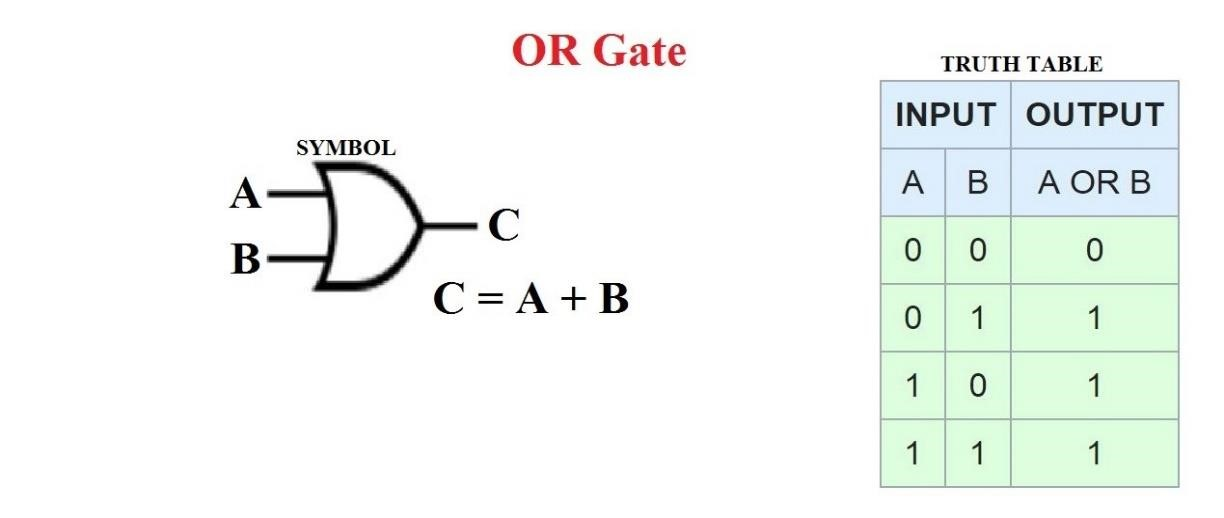 OR Gate
SYMBOL
A
B
C
C = A + B
TRUTH TABLE
INPUT OUTPUT
A B A OR B
0 0 0
0 1 1
1 0 1
1 1 1